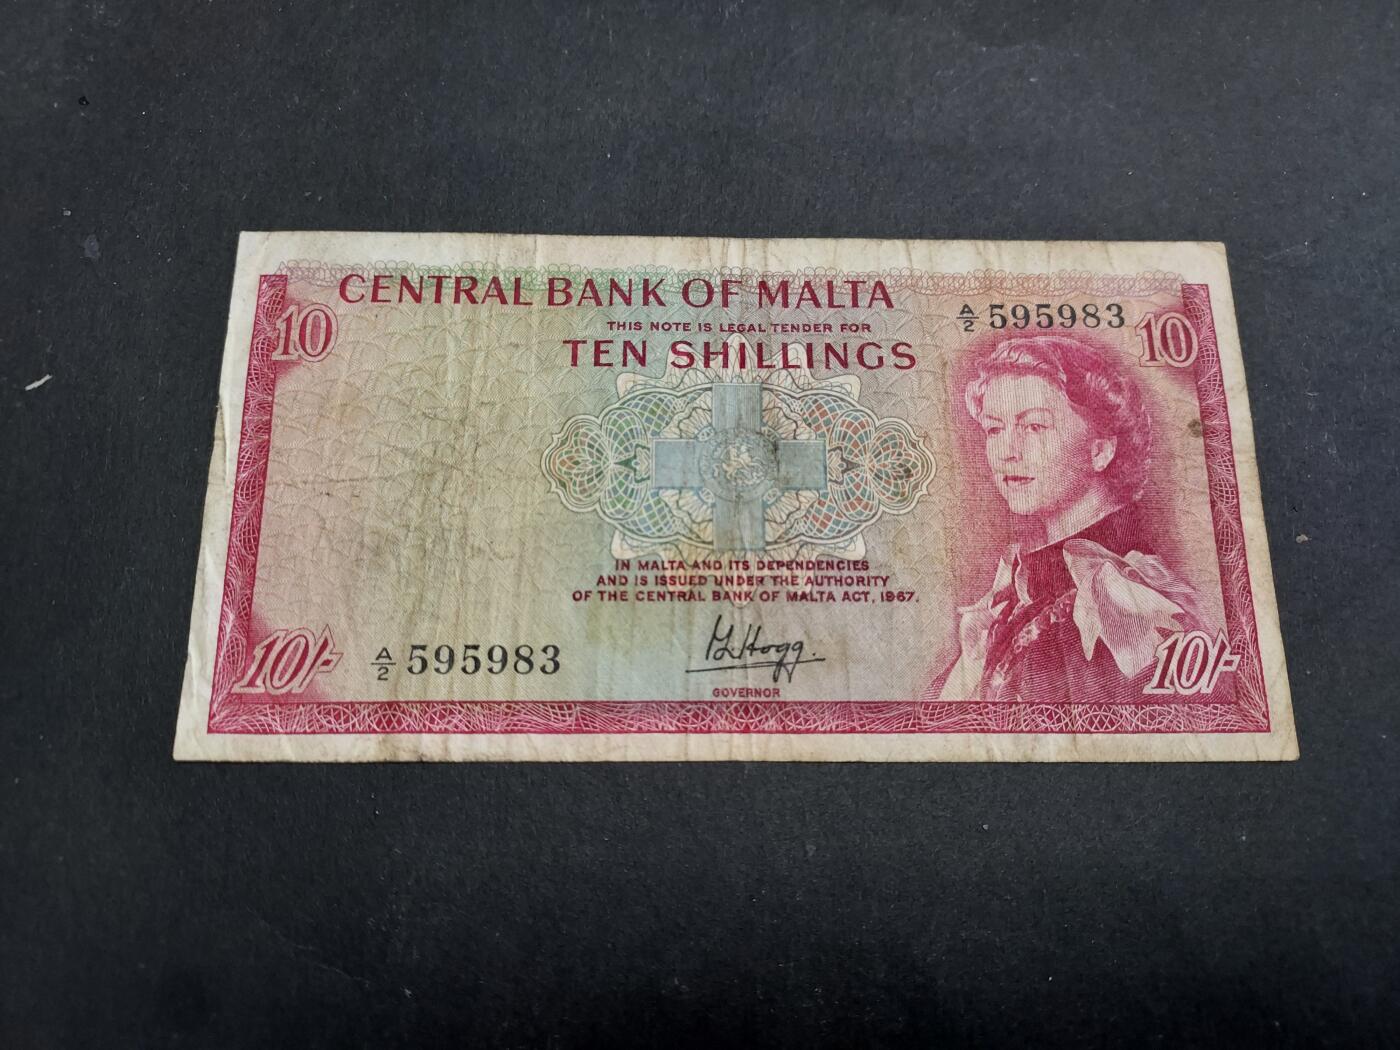 CENTRAL BANK OF MALTA
10
THIS NOTE IS LEGAL TENDER FOR
A/2 595983
10
TEN SHILLINGS
IN MALTA AND ITS DEPENDENCIES
AND IS ISSUED UNDER THE AUTHORITY
OF THE CENTRAL BANK OF MALTA ACT, 1967.
10/-
A/2 595983
Hogg.
10/-
GOVERNOR